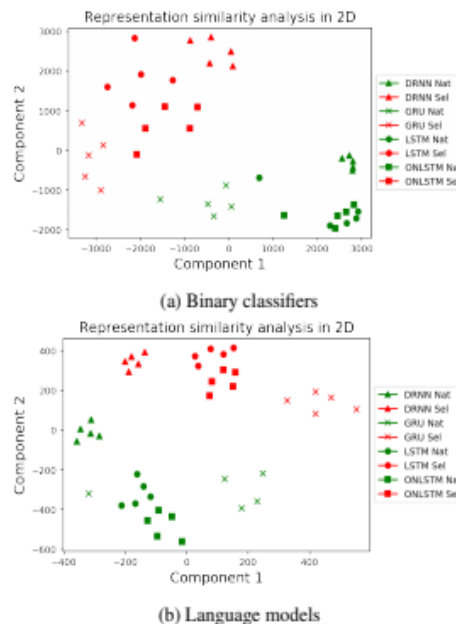 Representation similarity analysis in 2D
3000
2000
1000
0
-1000
-2000
Component 2
-3000 -2000 -1000 0 1000 2000 3000
Component 1
DRNN Nat
DRNN Sel
GRU Nat
GRU Sel
LSTM Nat
LSTM Sel
ONLSTM Na
ONLSTM Se
(a) Binary classifiers
Representation similarity analysis in 2D
400
200
0
-200
-400
-600
Component 2
-400 -200 0 200 400
Component 1
DRNN Nat
DRNN Sel
GRU Nat
GRU Sel
LSTM Nat
LSTM Sel
ONLSTM Na
ONLSTM Se
(b) Language models